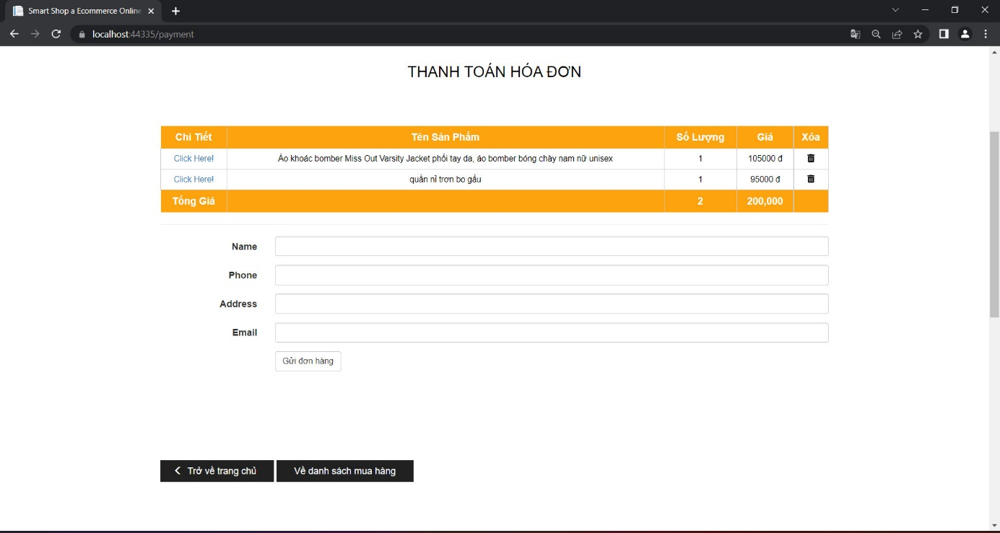 Smart Shop a Ecommerce Online
localhost:44335/payment
THANH TOÁN HÓA ĐƠN
Chi Tiết Tên Sản Phẩm Số Lượng Giá Xóa
Click Here! Áo khoác bomber Miss Out Varsity Jacket phối tay da, áo bomber bóng chày nam nữ unisex 1 105000 đ
Click Here! quần nỉ trơn bo gấu 1 95000 đ
Tổng Giá 2 200,000
Name
Phone
Address
Email
Gửi đơn hàng
Trở về trang chủ Về danh sách mua hàng